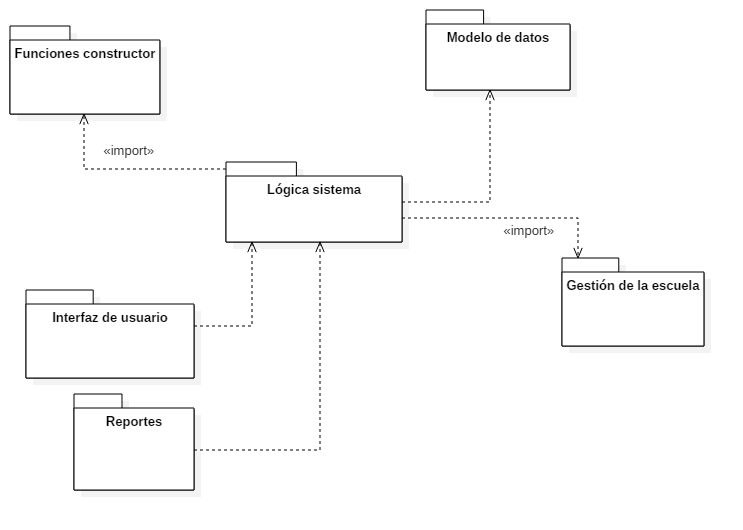 Modelo de datos
Funciones constructor
«import»
Lógica sistema
«import»
Gestión de la escuela
Interfaz de usuario
Reportes